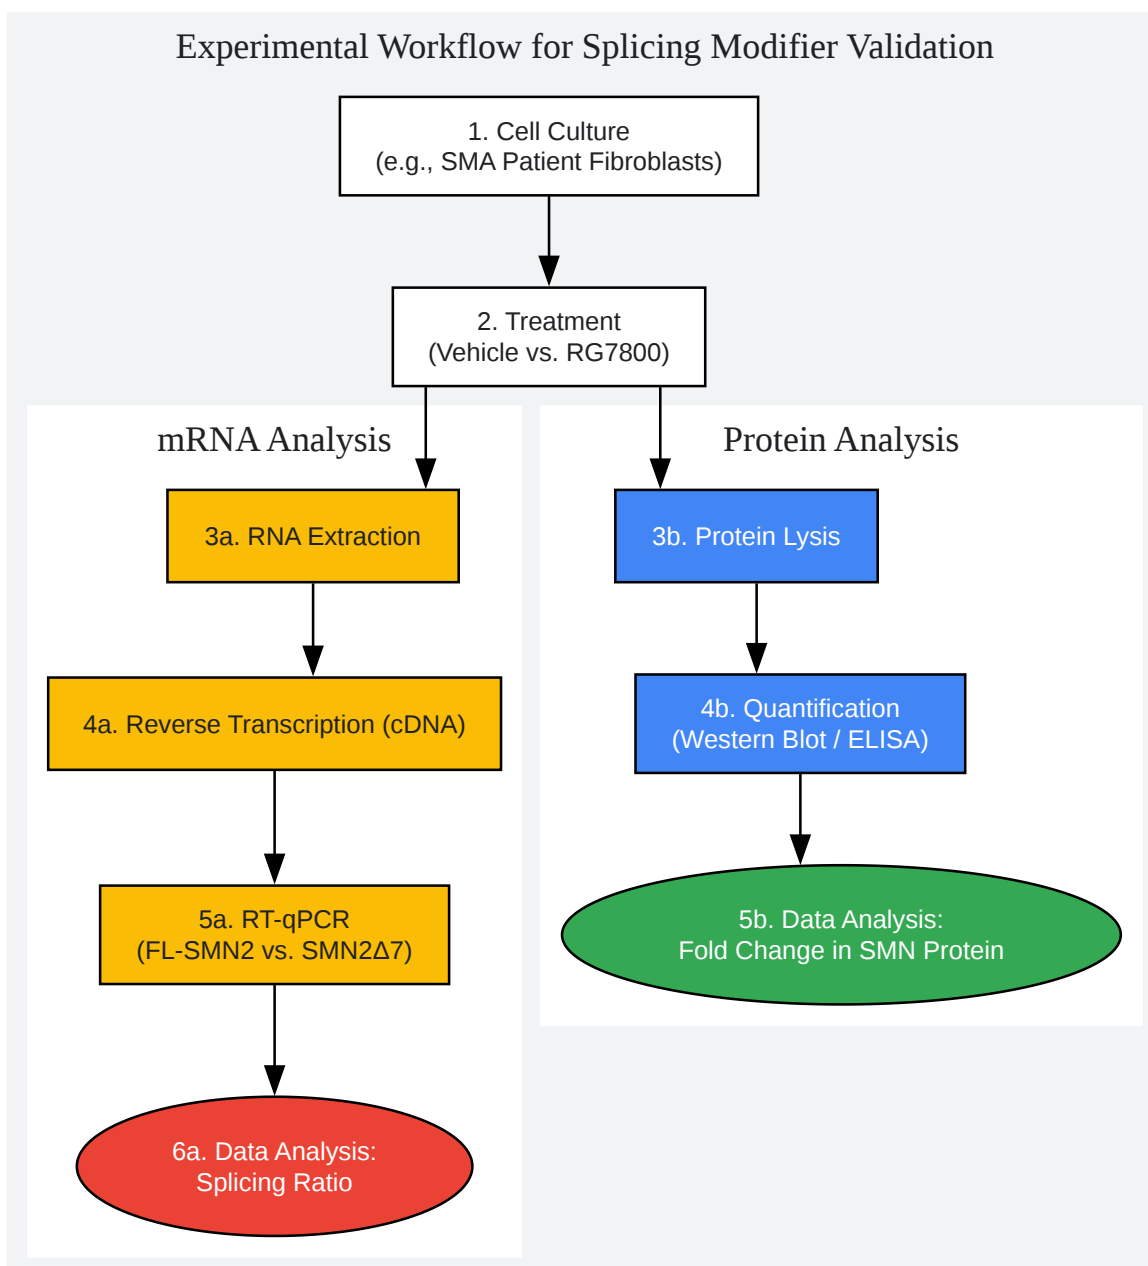 Experimental Workflow for Splicing Modifier Validation
1. Cell Culture
(e.g., SMA Patient Fibroblasts)
2. Treatment
(Vehicle vs. RG7800)
mRNA Analysis
3a. RNA Extraction
4a. Reverse Transcription (cDNA)
5a. RT-qPCR
(FL-SMN2 vs. SMN2Δ7)
6a. Data Analysis:
Splicing Ratio
Protein Analysis
3b. Protein Lysis
4b. Quantification
(Western Blot / ELISA)
5b. Data Analysis:
Fold Change in SMN Protein